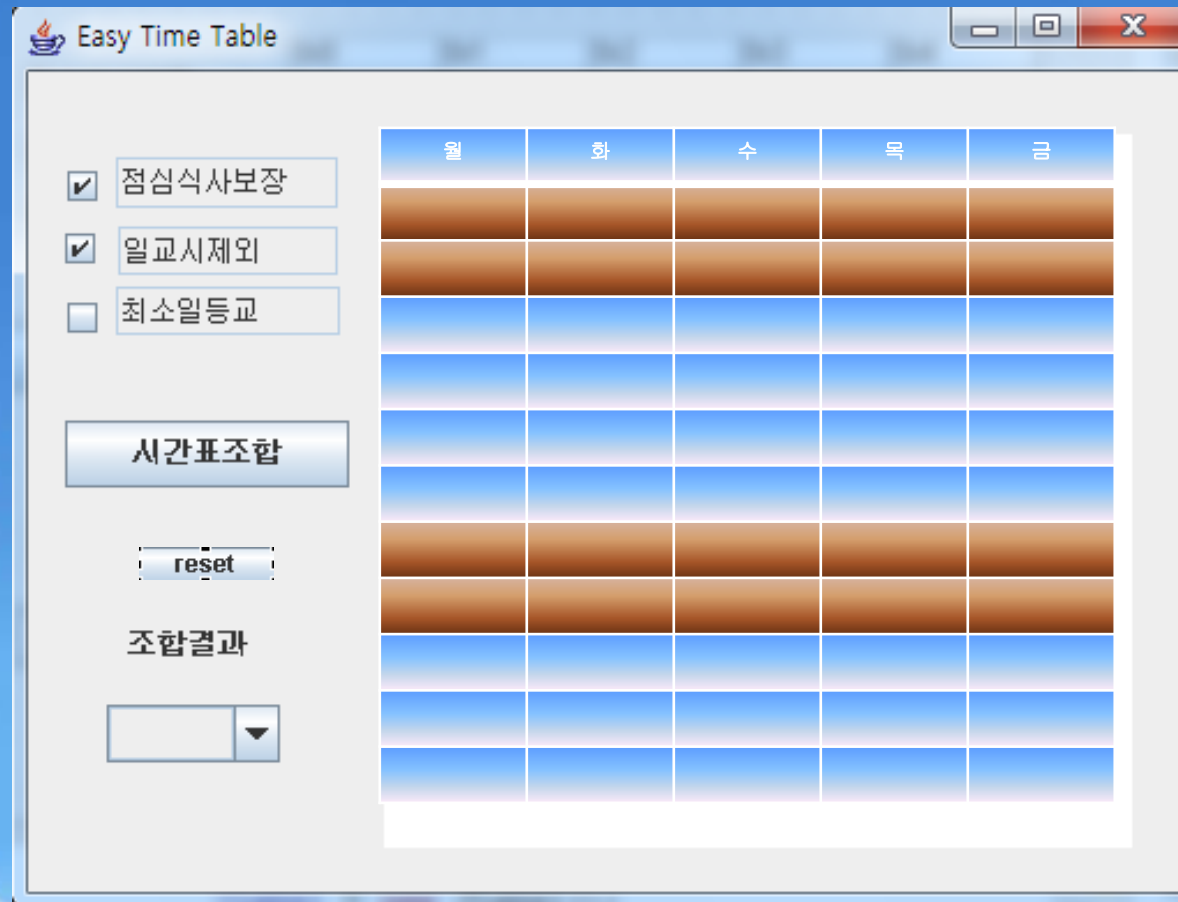 Easy Time Table
월 화 수 목 금
점심식사보장
일교시제외
최소일등교
시간표조합
reset
조합결과